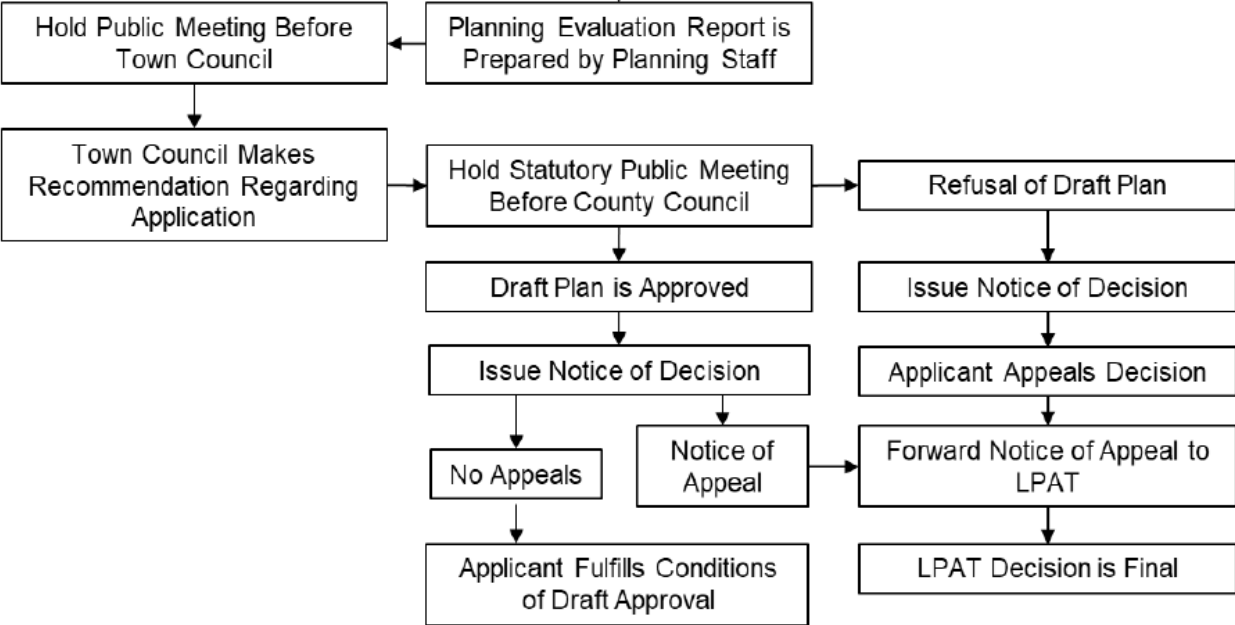 Hold Public Meeting Before
Town Council
Planning Evaluation Report is
Prepared by Planning Staff
Town Council Makes
Recommendation Regarding
Application
Hold Statutory Public Meeting
Before County Council
Refusal of Draft Plan
Draft Plan is Approved
Issue Notice of Decision
Issue Notice of Decision
Applicant Appeals Decision
No Appeals
Notice of
Appeal
Forward Notice of Appeal to
LPAT
Applicant Fulfills Conditions
of Draft Approval
LPAT Decision is Final